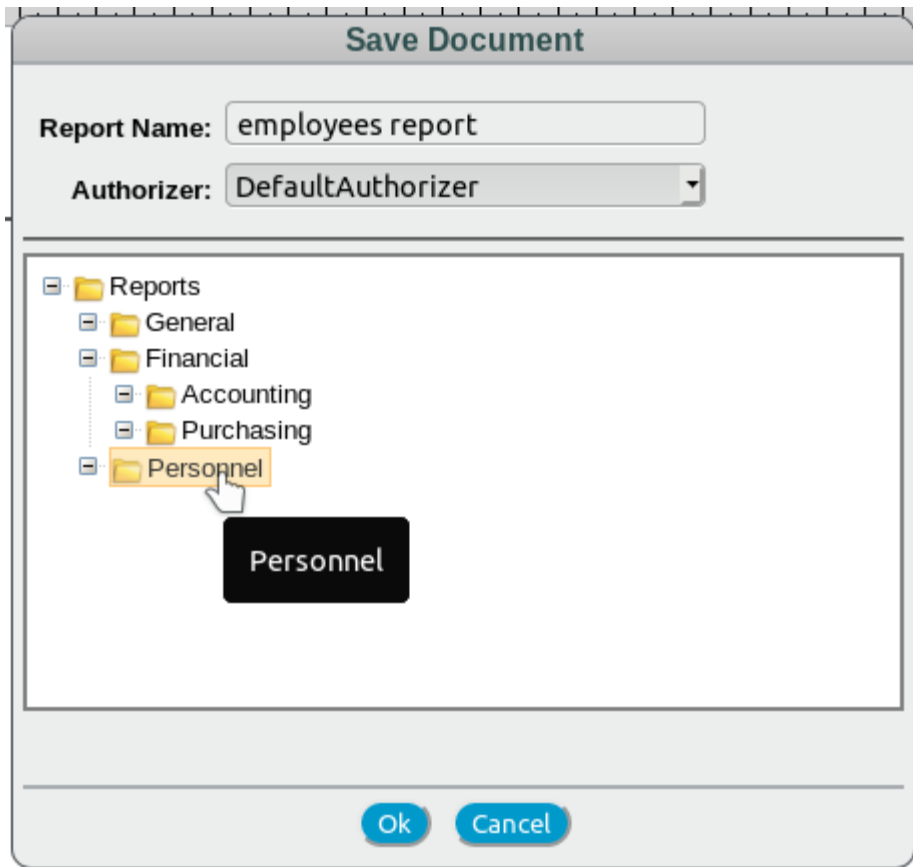 Save Document
Report Name: employees report
Authorizer: DefaultAuthorizer
Reports
General
Financial
Accounting
Purchasing
Personnel
Personnel
Ok Cancel